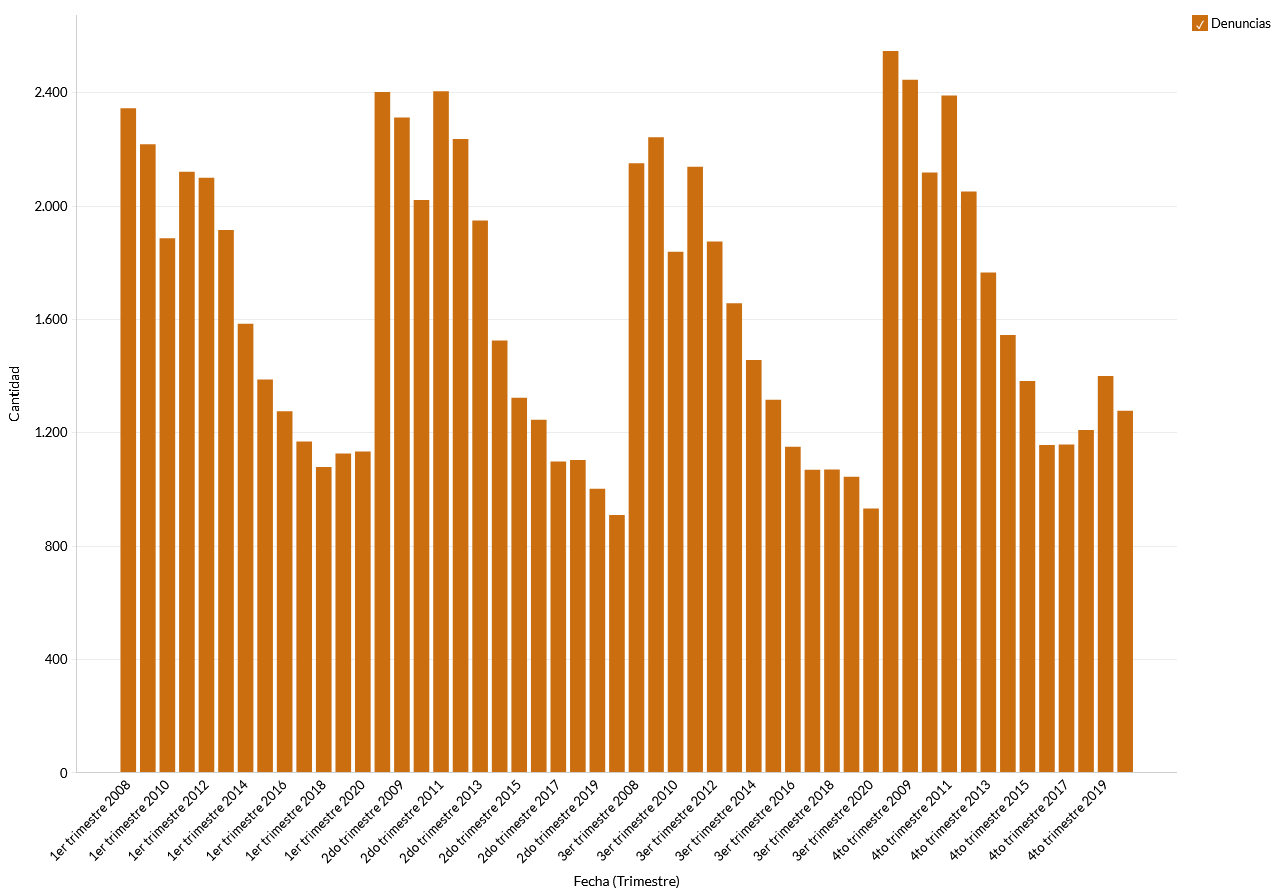 Denuncias
2.400
2.000
1.600
1.200
800
400
0
Cantidad
1er trimestre 2008
1er trimestre 2010
1er trimestre 2012
1er trimestre 2014
1er trimestre 2016
1er trimestre 2018
1er trimestre 2020
2do trimestre 2009
2do trimestre 2011
2do trimestre 2013
2do trimestre 2015
2do trimestre 2017
2do trimestre 2019
3er trimestre 2008
3er trimestre 2010
3er trimestre 2012
3er trimestre 2014
3er trimestre 2016
3er trimestre 2018
3er trimestre 2020
4to trimestre 2009
4to trimestre 2011
4to trimestre 2013
4to trimestre 2015
4to trimestre 2017
4to trimestre 2019
Fecha (Trimestre)